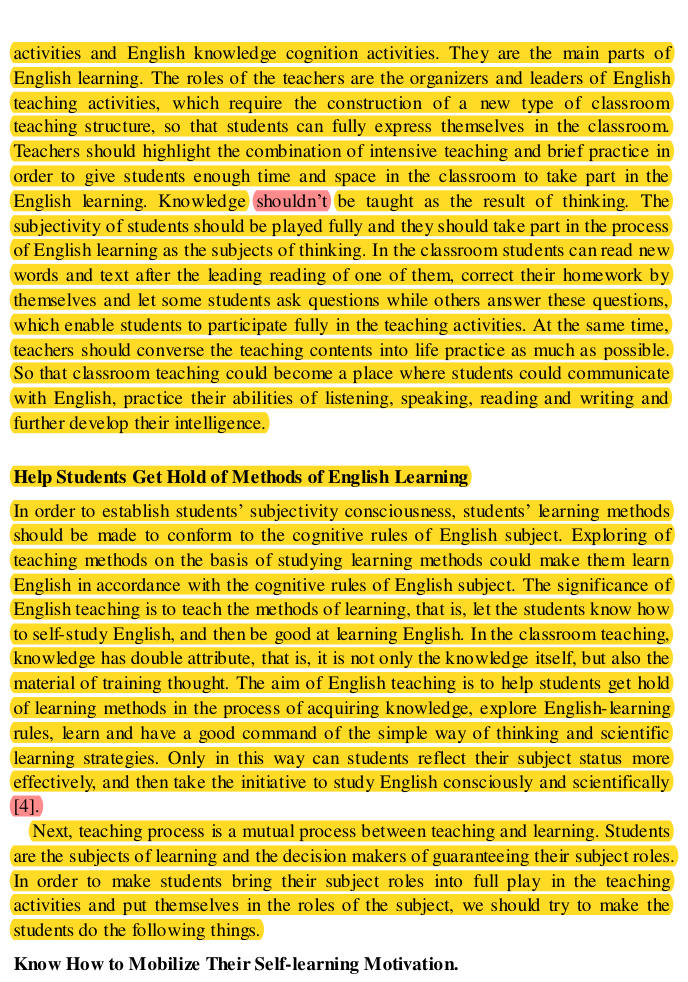 activities and English knowledge cognition activities. They are the main parts of
English learning. The roles of the teachers are the organizers and leaders of English
teaching activities, which require the construction of a new type of classroom
teaching structure, so that students can fully express themselves in the classroom.
Teachers should highlight the combination of intensive teaching and brief practice in
order to give students enough time and space in the classroom to take part in the
English learning. Knowledge shouldn’t be taught as the result of thinking. The
subjectivity of students should be played fully and they should take part in the process
of English learning as the subjects of thinking. In the classroom students can read new
words and text after the leading reading of one of them, correct their homework by
themselves and let some students ask questions while others answer these questions,
which enable students to participate fully in the teaching activities. At the same time,
teachers should converse the teaching contents into life practice as much as possible.
So that classroom teaching could become a place where students could communicate
with English, practice their abilities of listening, speaking, reading and writing and
further develop their intelligence.
Help Students Get Hold of Methods of English Learning
In order to establish students’ subjectivity consciousness, students’ learning methods
should be made to conform to the cognitive rules of English subject. Exploring of
teaching methods on the basis of studying learning methods could make them learn
English in accordance with the cognitive rules of English subject. The significance of
English teaching is to teach the methods of learning, that is, let the students know how
to self-study English, and then be good at learning English. In the classroom teaching,
knowledge has double attribute, that is, it is not only the knowledge itself, but also the
material of training thought. The aim of English teaching is to help students get hold
of learning methods in the process of acquiring knowledge, explore English-learning
rules, learn and have a good command of the simple way of thinking and scientific
learning strategies. Only in this way can students reflect their subject status more
effectively, and then take the initiative to study English consciously and scientifically
[4].
Next, teaching process is a mutual process between teaching and learning. Students
are the subjects of learning and the decision makers of guaranteeing their subject roles.
In order to make students bring their subject roles into full play in the teaching
activities and put themselves in the roles of the subject, we should try to make the
students do the following things.
Know How to Mobilize Their Self-learning Motivation.